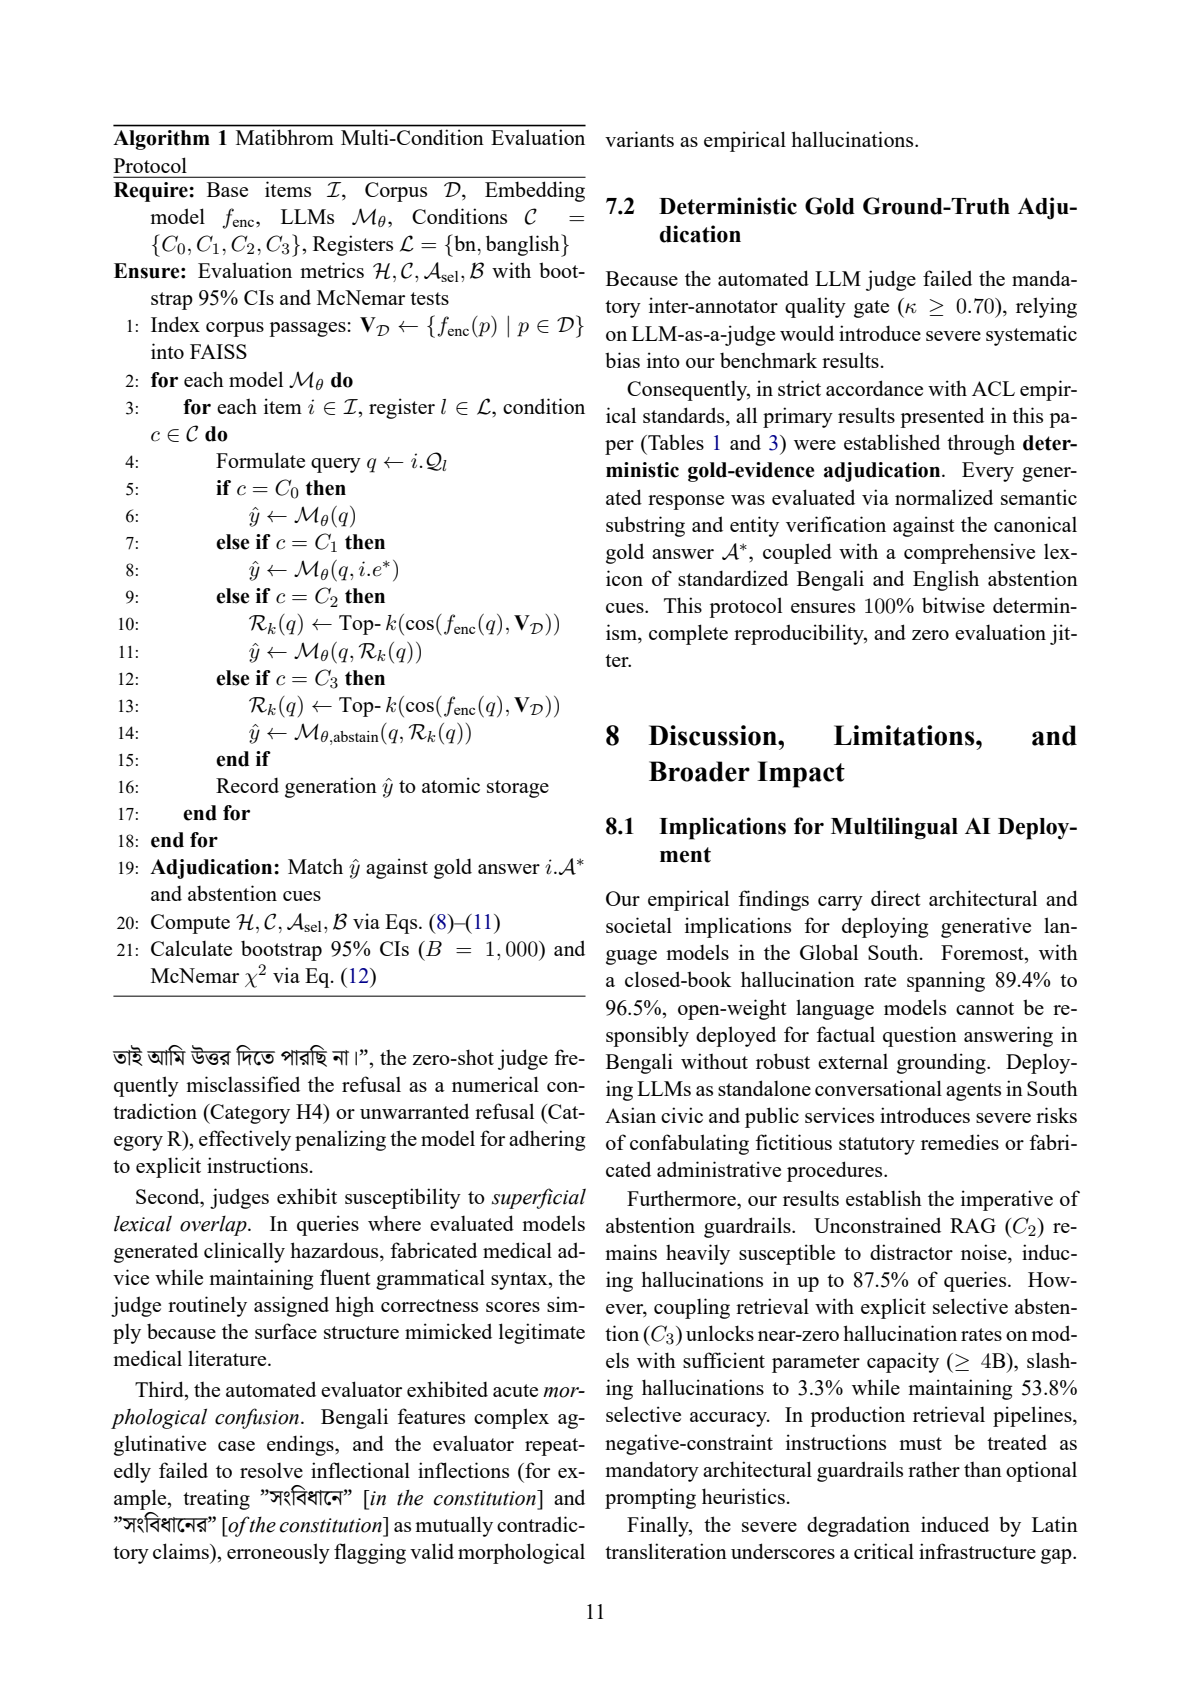 Algorithm 1 Matibhrom Multi-Condition Evaluation
Protocol
Require: Base items ℐ, Corpus 𝒟, Embedding
model f_enc, LLMs ℳ_θ, Conditions 𝒞 =
{C₀, C₁, C₂, C₃}, Registers ℒ = {bn, banglish}
Ensure: Evaluation metrics ℋ, 𝒞, 𝒜_sel, ℬ with boot-
strap 95% CIs and McNemar tests
1: Index corpus passages: V_𝒟 ← {f_enc(p) | p ∈ 𝒟}
into FAISS
2: for each model ℳ_θ do
3: for each item i ∈ ℐ, register l ∈ ℒ, condition
c ∈ 𝒞 do
4: Formulate query q ← i.𝒬_l
5: if c = C₀ then
6: ŷ ← ℳ_θ(q)
7: else if c = C₁ then
8: ŷ ← ℳ_θ(q, i.e*)
9: else if c = C₂ then
10: ℛ_k(q) ← Top- k(cos(f_enc(q), V_𝒟))
11: ŷ ← ℳ_θ(q, ℛ_k(q))
12: else if c = C₃ then
13: ℛ_k(q) ← Top- k(cos(f_enc(q), V_𝒟))
14: ŷ ← ℳ_θ,abstain(q, ℛ_k(q))
15: end if
16: Record generation ŷ to atomic storage
17: end for
18: end for
19: Adjudication: Match ŷ against gold answer i.𝒜*
and abstention cues
20: Compute ℋ, 𝒞, 𝒜_sel, ℬ via Eqs. (8)–(11)
21: Calculate bootstrap 95% CIs (B = 1, 000) and
McNemar χ² via Eq. (12)
তাই আমি উত্তর দিতে পারছি না।”, the zero-shot judge fre-
quently misclassified the refusal as a numerical con-
tradiction (Category H4) or unwarranted refusal (Cat-
egory R), effectively penalizing the model for adhering
to explicit instructions.
Second, judges exhibit susceptibility to superficial
lexical overlap. In queries where evaluated models
generated clinically hazardous, fabricated medical ad-
vice while maintaining fluent grammatical syntax, the
judge routinely assigned high correctness scores sim-
ply because the surface structure mimicked legitimate
medical literature.
Third, the automated evaluator exhibited acute mor-
phological confusion. Bengali features complex ag-
glutinative case endings, and the evaluator repeat-
edly failed to resolve inflectional inflections (for ex-
ample, treating ”সংবিধানে” [in the constitution] and
”সংবিধানের” [of the constitution] as mutually contradic-
tory claims), erroneously flagging valid morphological
variants as empirical hallucinations.
7.2 Deterministic Gold Ground-Truth Adju-
dication
Because the automated LLM judge failed the manda-
tory inter-annotator quality gate (κ ≥ 0.70), relying
on LLM-as-a-judge would introduce severe systematic
bias into our benchmark results.
Consequently, in strict accordance with ACL empir-
ical standards, all primary results presented in this pa-
per (Tables 1 and 3) were established through deter-
ministic gold-evidence adjudication. Every gener-
ated response was evaluated via normalized semantic
substring and entity verification against the canonical
gold answer 𝒜*, coupled with a comprehensive lex-
icon of standardized Bengali and English abstention
cues. This protocol ensures 100% bitwise determin-
ism, complete reproducibility, and zero evaluation jit-
ter.
8 Discussion, Limitations, and
Broader Impact
8.1 Implications for Multilingual AI Deploy-
ment
Our empirical findings carry direct architectural and
societal implications for deploying generative lan-
guage models in the Global South. Foremost, with
a closed-book hallucination rate spanning 89.4% to
96.5%, open-weight language models cannot be re-
sponsibly deployed for factual question answering in
Bengali without robust external grounding. Deploy-
ing LLMs as standalone conversational agents in South
Asian civic and public services introduces severe risks
of confabulating fictitious statutory remedies or fabri-
cated administrative procedures.
Furthermore, our results establish the imperative of
abstention guardrails. Unconstrained RAG (C₂) re-
mains heavily susceptible to distractor noise, induc-
ing hallucinations in up to 87.5% of queries. How-
ever, coupling retrieval with explicit selective absten-
tion (C₃) unlocks near-zero hallucination rates on mod-
els with sufficient parameter capacity (≥ 4B), slash-
ing hallucinations to 3.3% while maintaining 53.8%
selective accuracy. In production retrieval pipelines,
negative-constraint instructions must be treated as
mandatory architectural guardrails rather than optional
prompting heuristics.
Finally, the severe degradation induced by Latin
transliteration underscores a critical infrastructure gap.
11